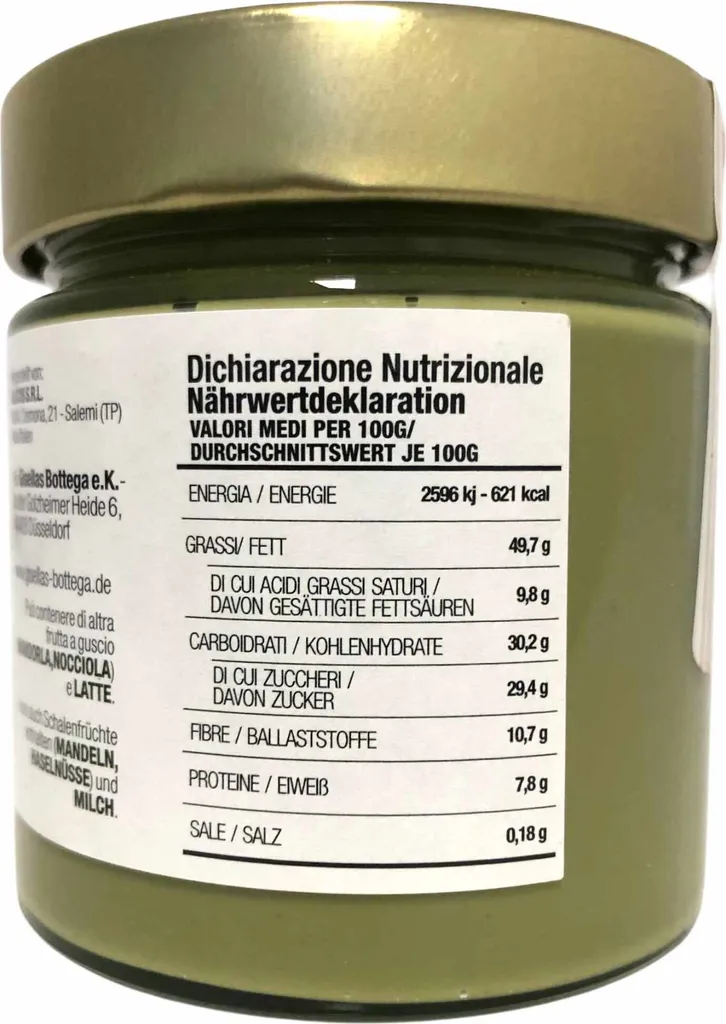 S.R.L.
21 - Salemi (TP)
Bottega e.K.-
Heide 6,
Düsseldorf
-bottega.de
Può contenere di altra
frutta a guscio
NOCCIOLA)
e LATTE.
auch Schalenfrüchte
(MANDELN,
HASELNÜSSE) und
MILCH.
Dichiarazione Nutrizionale
Nährwertdeklaration
VALORI MEDI PER 100G/
DURCHSCHNITTSWERT JE 100G
ENERGIA / ENERGIE 2596 kj - 621 kcal
GRASSI/ FETT 49,7 g
DI CUI ACIDI GRASSI SATURI /
DAVON GESÄTTIGTE FETTSÄUREN 9,8 g
CARBOIDRATI / KOHLENHYDRATE 30,2 g
DI CUI ZUCCHERI /
DAVON ZUCKER 29,4 g
FIBRE / BALLASTSTOFFE 10,7 g
PROTEINE / EIWEIß 7,8 g
SALE / SALZ 0,18 g